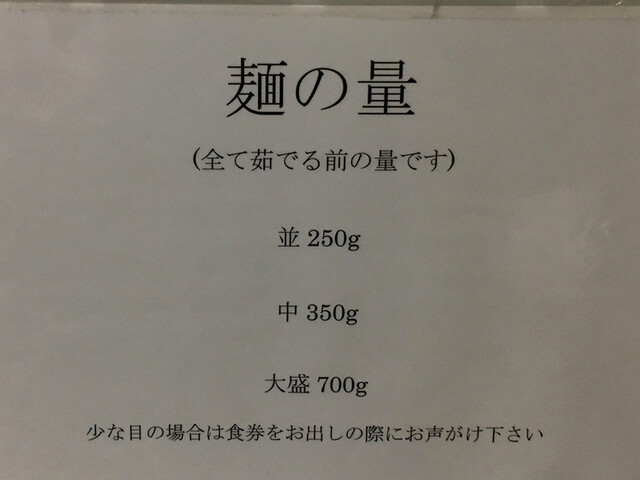 麺の量
(全て茹でる前の量です)
並 250g
中 350g
大盛 700g
少な目の場合は食券をお出しの際にお声がけ下さい